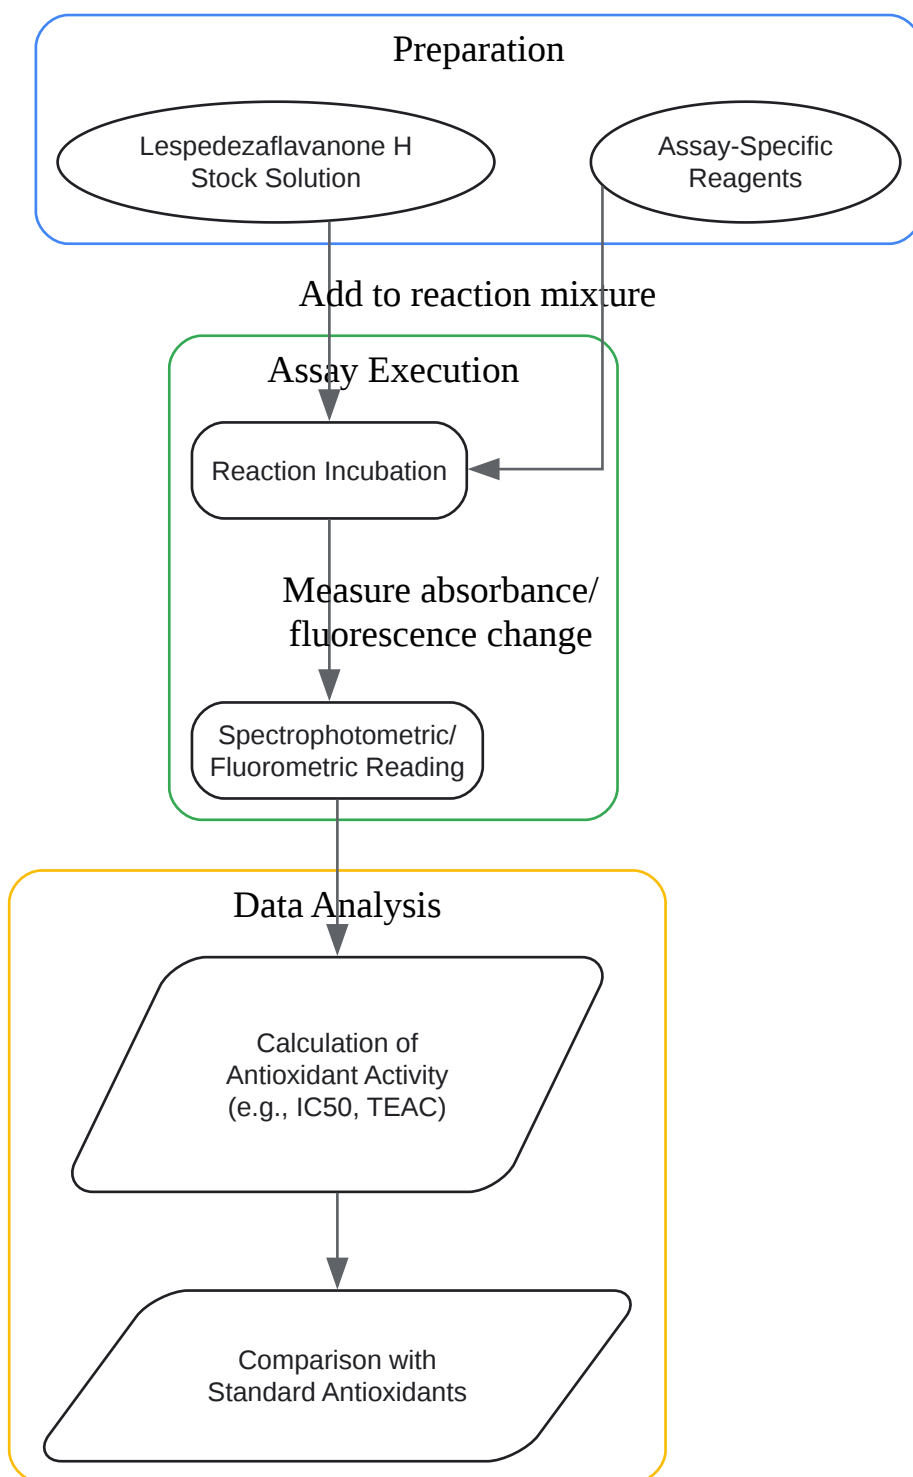 Preparation
Lespedezaflavanone H
Stock Solution
Assay-Specific
Reagents
Add to reaction mixture
Assay Execution
Reaction Incubation
Measure absorbance/
fluorescence change
Spectrophotometric/
Fluorometric Reading
Data Analysis
Calculation of
Antioxidant Activity
(e.g., IC50, TEAC)
Comparison with
Standard Antioxidants